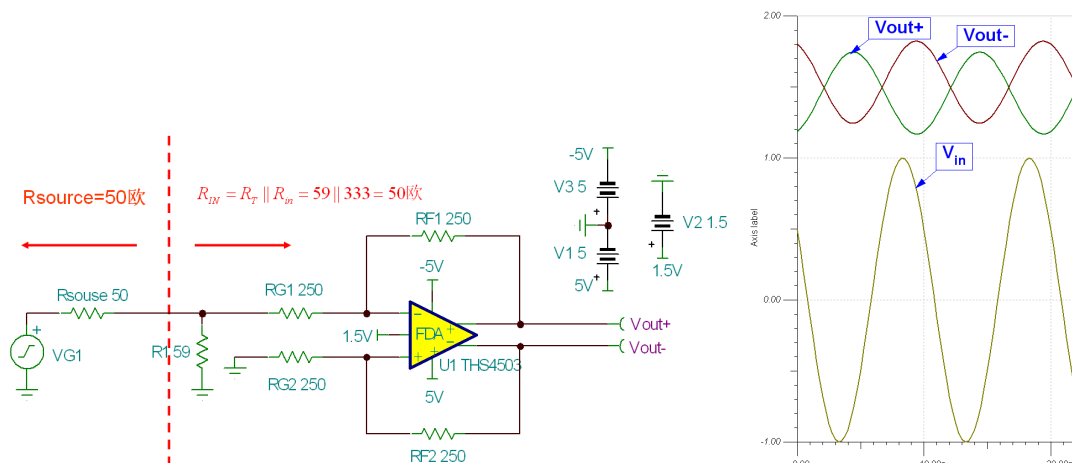 Rsource=50欧
R_IN = R_T || R_in = 59||333 = 50欧
RF1 250
-5V
V3 5
+
V2 1.5
V1 5
+
+
5V
1.5V
-5V
Rsouse 50
RG1 250
+
VG1
R1 59
1.5V
FDA
U1 THS4503
Vout+
Vout-
RG2 250
5V
RF2 250
2.00
Vout+
Vout-
1.00
V_in
Axis label
0.00
-1.00